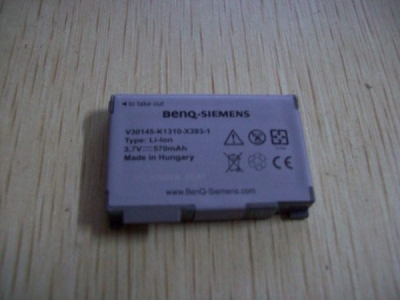 ◄ to take out
BenQ-SIEMENS
V30145-K1310-X393-1
Type: Li-Ion
3,7V 570mAh
Made in Hungary
www.BenQ-Siemens.com